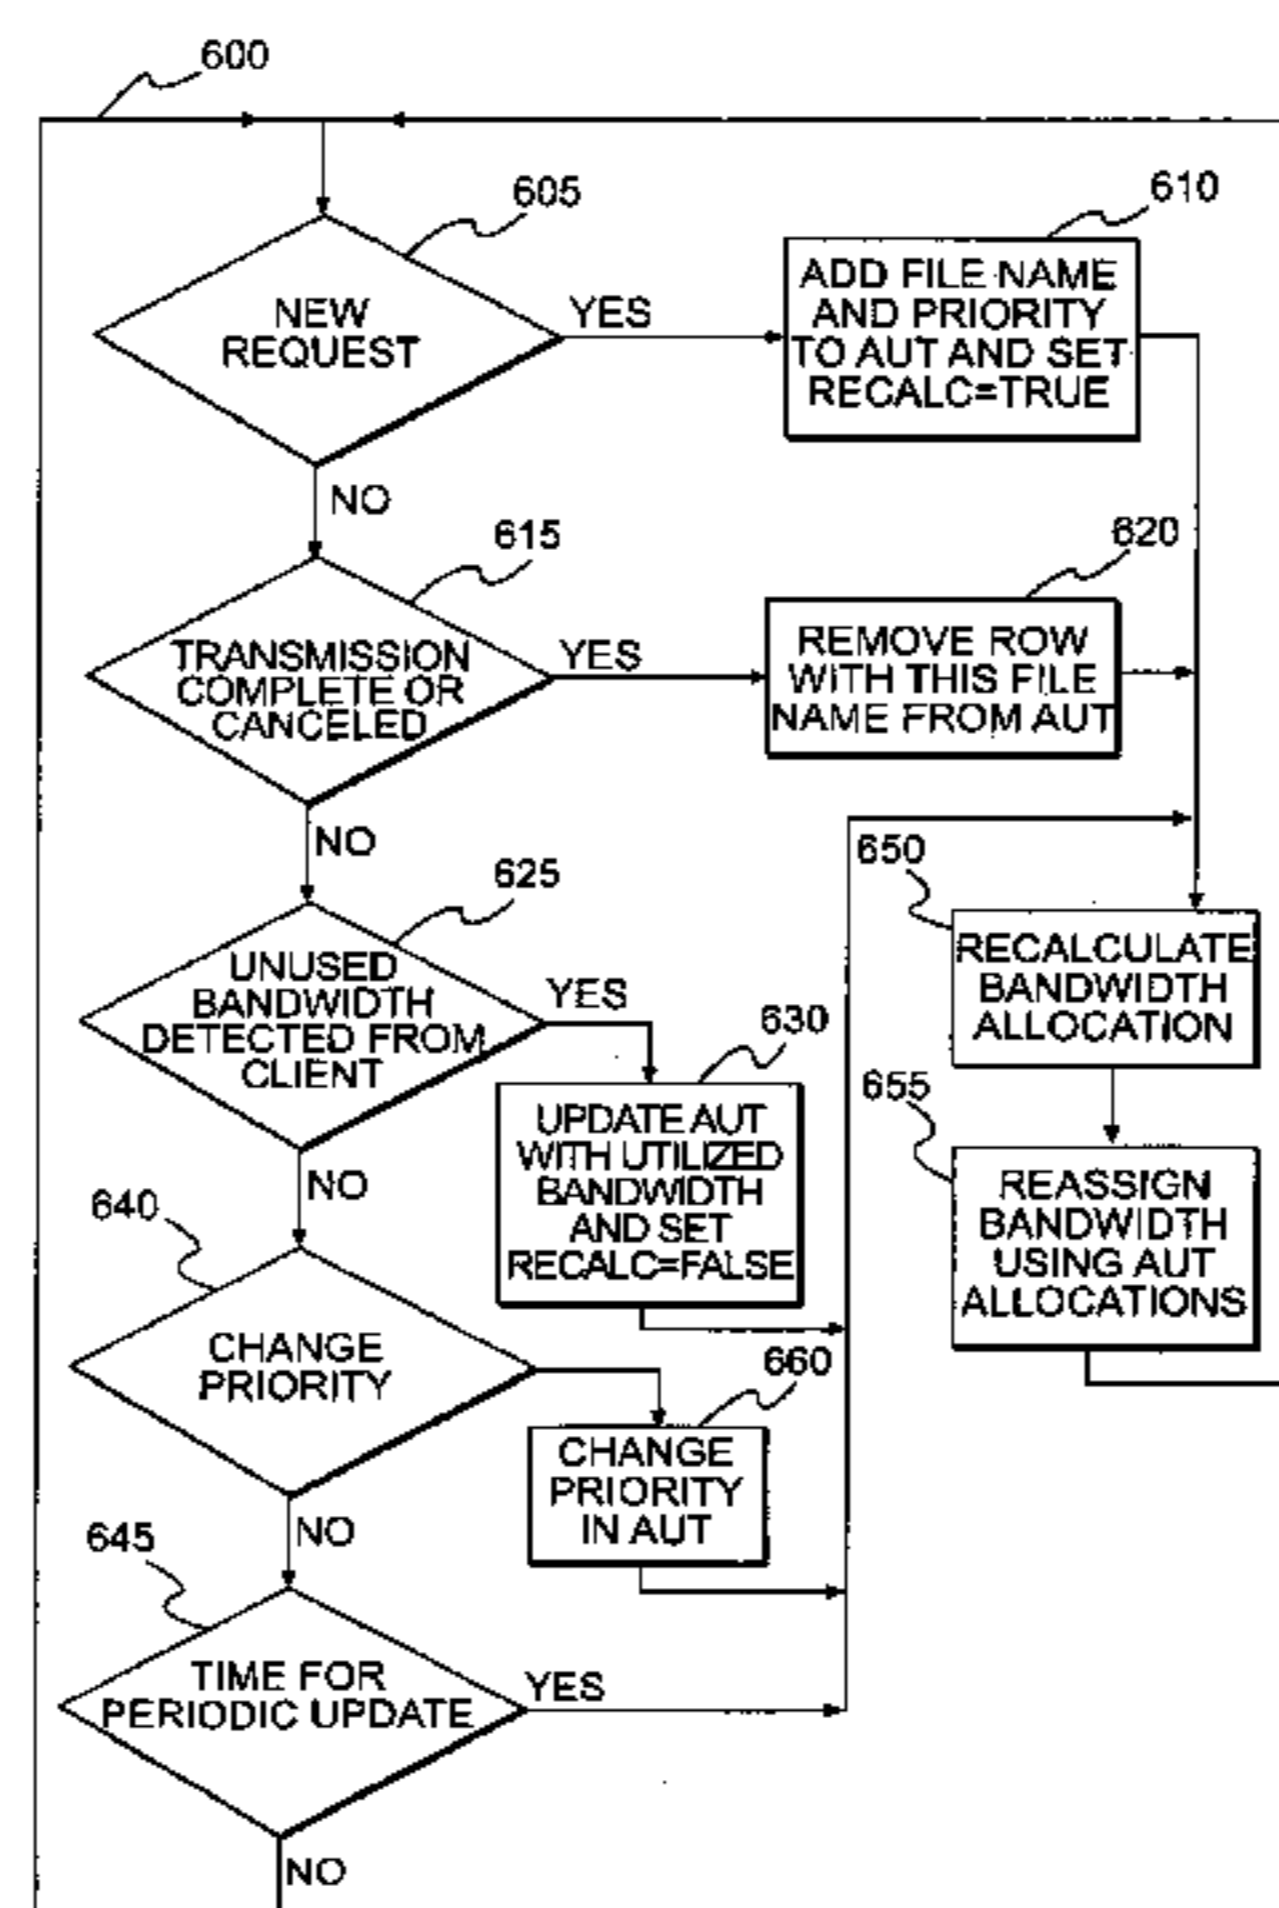 600
605
NEW
REQUEST
YES
610
ADD FILE NAME
AND PRIORITY
TO AUT AND SET
RECALC=TRUE
NO
615
TRANSMISSION
COMPLETE OR
CANCELED
YES
620
REMOVE ROW
WITH THIS FILE
NAME FROM AUT
NO
625
UNUSED
BANDWIDTH
DETECTED FROM
CLIENT
YES
630
UPDATE AUT
WITH UTILIZED
BANDWIDTH
AND SET
RECALC=FALSE
650
RECALCULATE
BANDWIDTH
ALLOCATION
655
REASSIGN
BANDWIDTH
USING AUT
ALLOCATIONS
NO
640
CHANGE
PRIORITY
660
CHANGE
PRIORITY
IN AUT
NO
645
TIME FOR
PERIODIC UPDATE
YES
NO